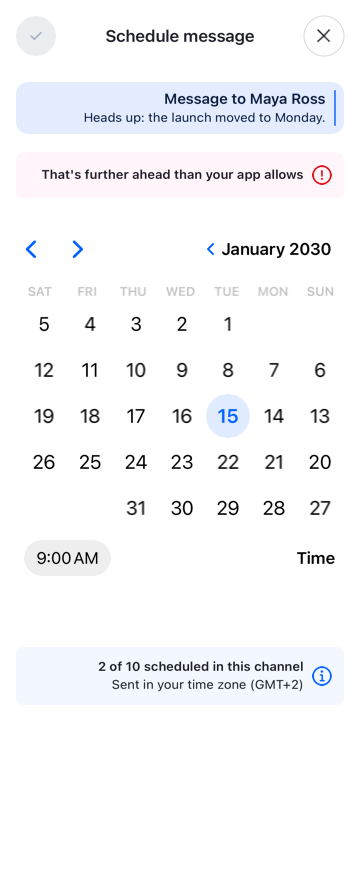 Schedule message
Message to Maya Ross
Heads up: the launch moved to Monday.
That's further ahead than your app allows
January 2030
SAT FRI THU WED TUE MON SUN
5 4 3 2 1
12 11 10 9 8 7 6
19 18 17 16 15 14 13
26 25 24 23 22 21 20
31 30 29 28 27
9:00 AM Time
2 of 10 scheduled in this channel
Sent in your time zone (GMT+2)